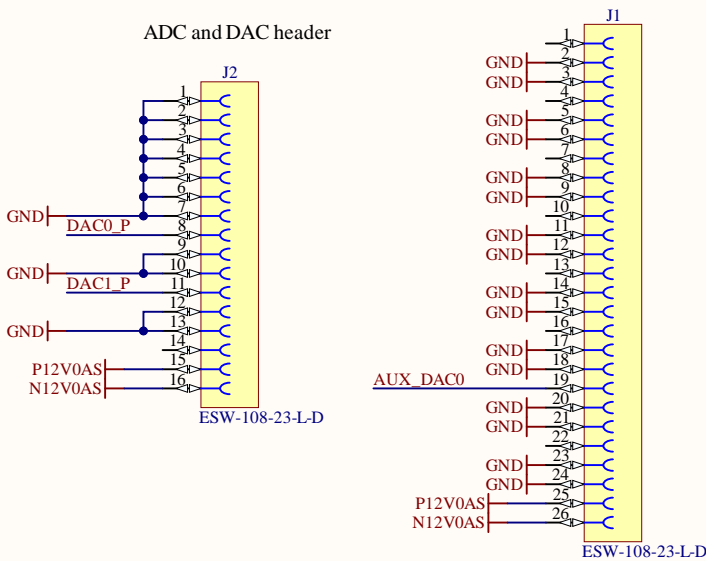 ADC and DAC header
J2
1
2
3
4
5
6
GND 7
DAC0_P 8
9
GND 10
DAC1_P 11
12
GND 13
14
P12V0AS 15
N12V0AS 16
ESW-108-23-L-D
J1
1
GND 2
GND 3
4
GND 5
GND 6
7
GND 8
GND 9
10
GND 11
GND 12
13
GND 14
GND 15
16
GND 17
GND 18
AUX_DAC0 19
GND 20
GND 21
22
GND 23
GND 24
P12V0AS 25
N12V0AS 26
ESW-108-23-L-D